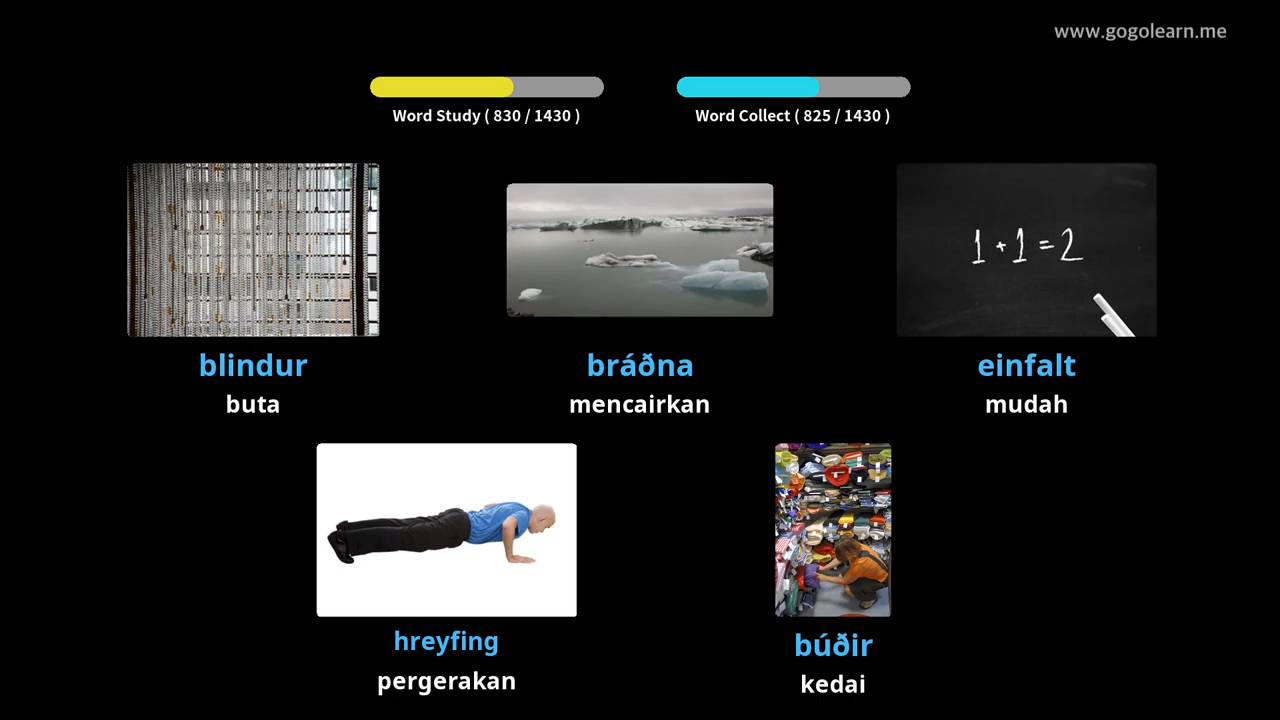 www.gogolearn.me
Word Study ( 830 / 1430 )
Word Collect ( 825 / 1430 )
1 + 1 = 2
blindur
buta
bráðna
mencairkan
einfalt
mudah
hreyfing
pergerakan
búðir
kedai